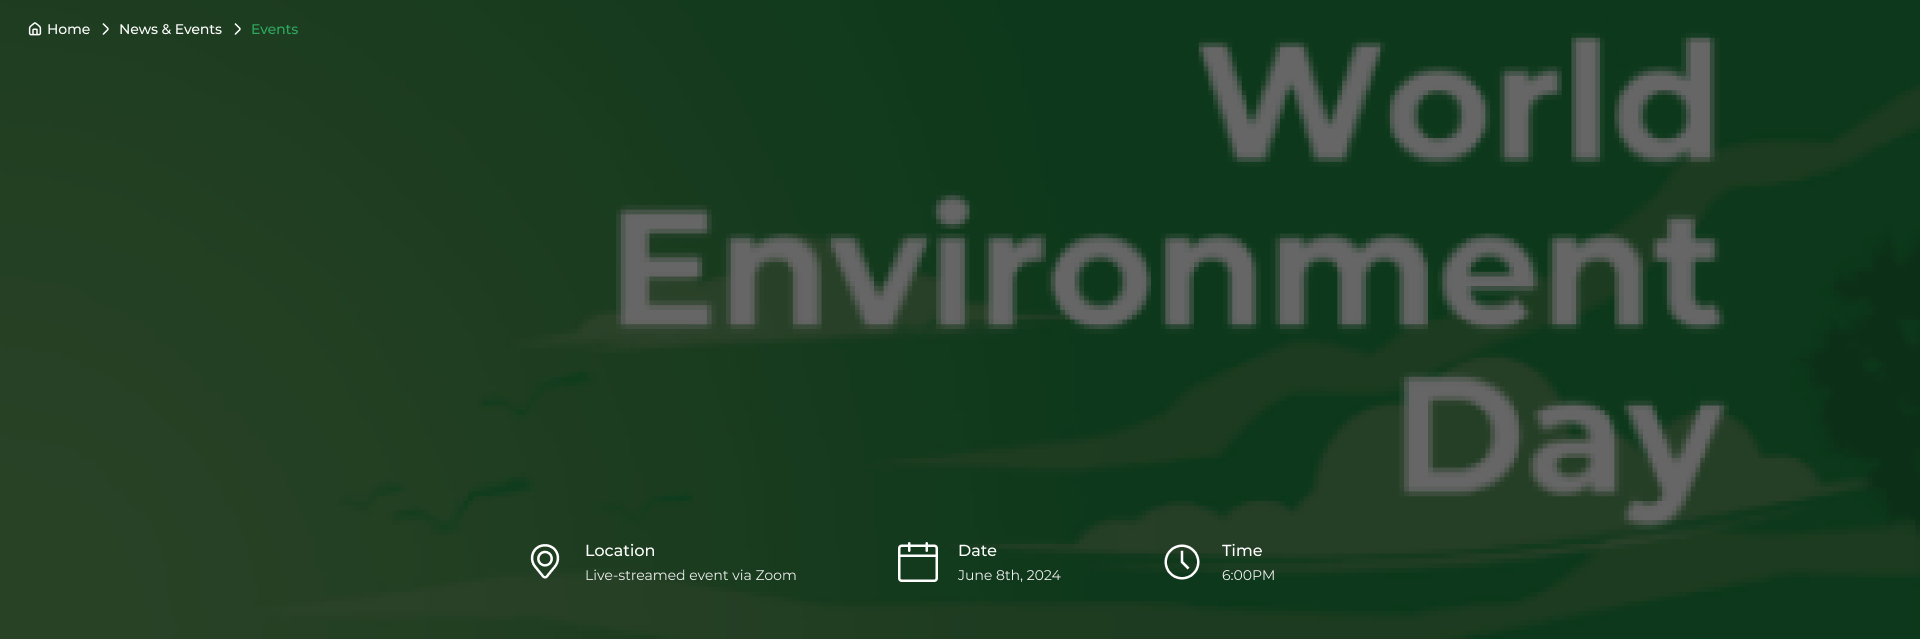 Home > News & Events > Events
World
Environment
Day
Location
Live-streamed event via Zoom
Date
June 8th, 2024
Time
6:00PM